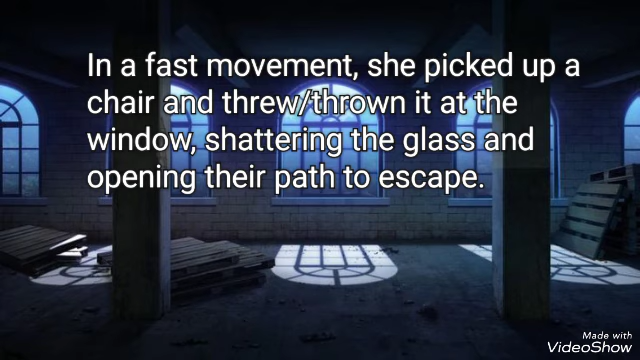 In a fast movement, she picked up a
chair and threw/thrown it at the
window, shattering the glass and
opening their path to escape.
Made with
VideoShow